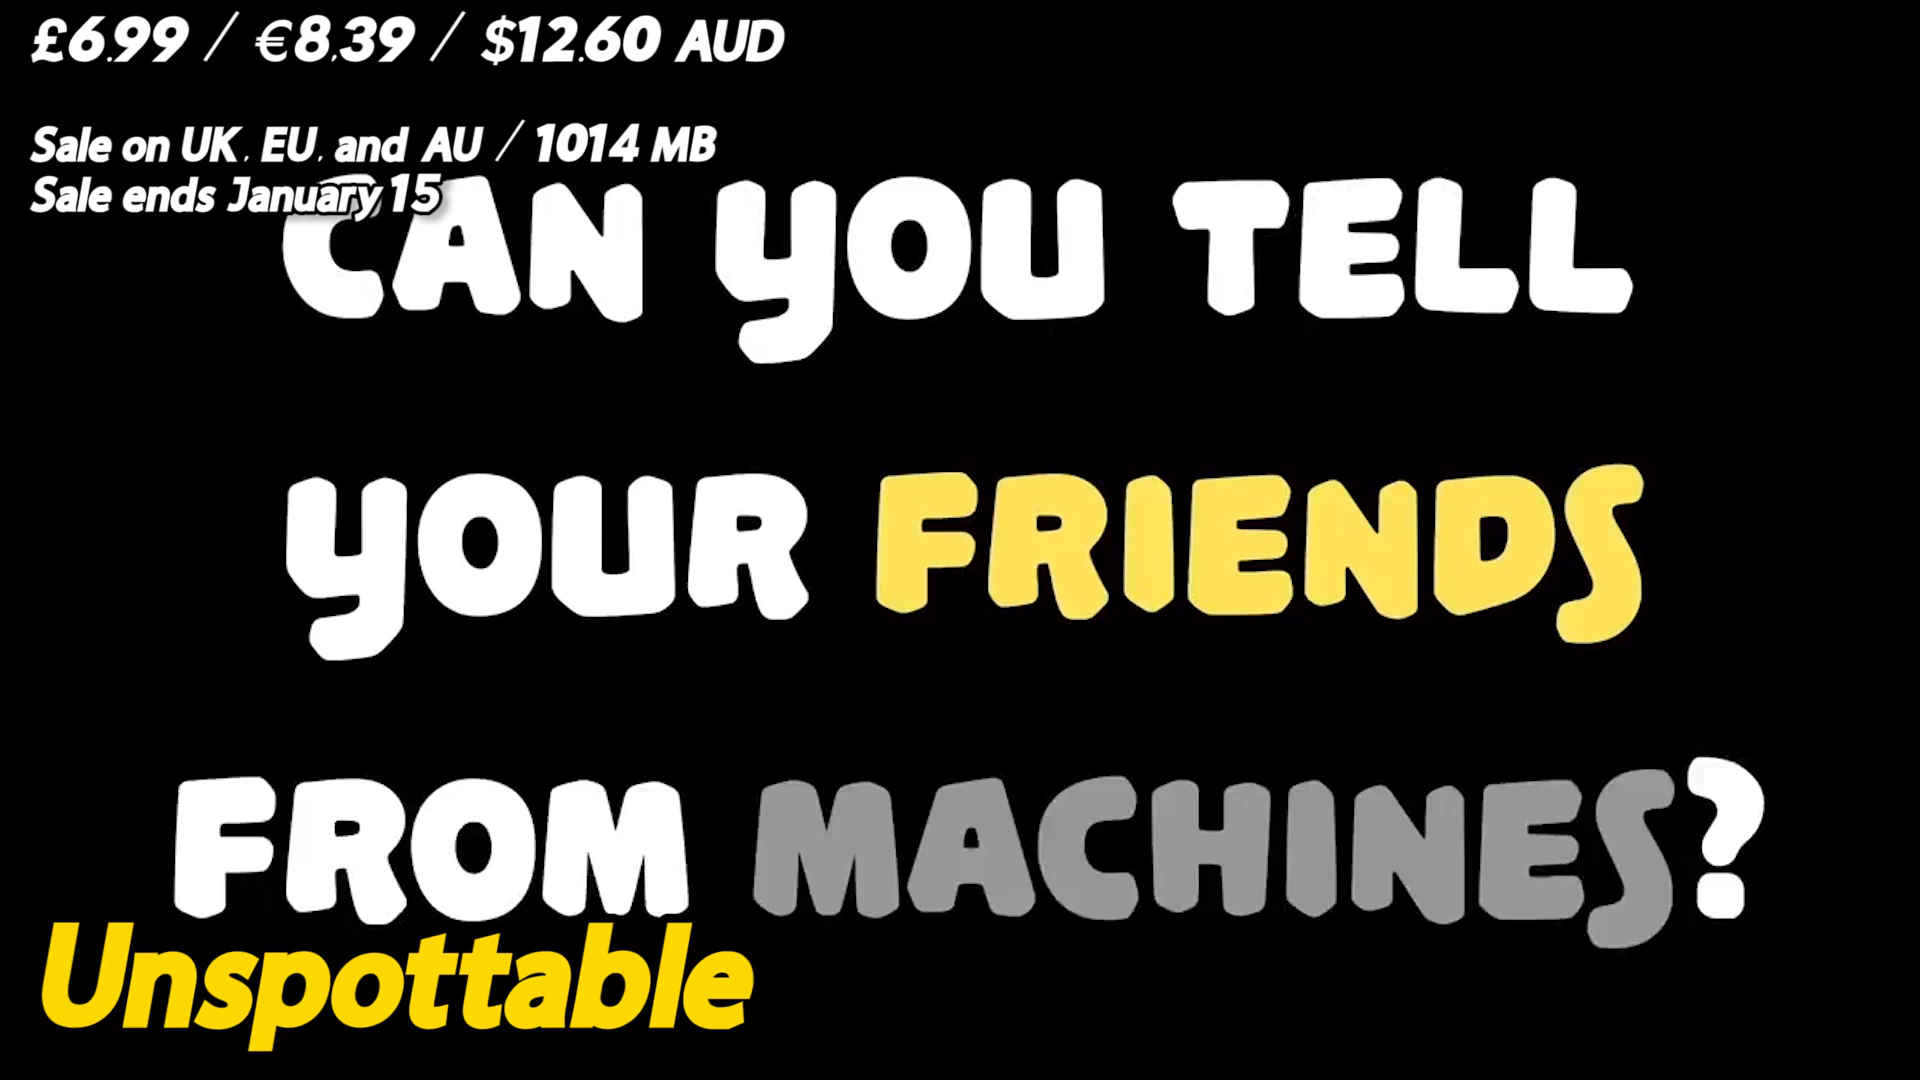 £6.99 / €8,39 / $12.60 AUD
Sale on UK, EU, and AU / 1014 MB
Sale ends January 15
CAN YOU TELL
YOUR FRIENDS
FROM MACHINES?
Unspottable